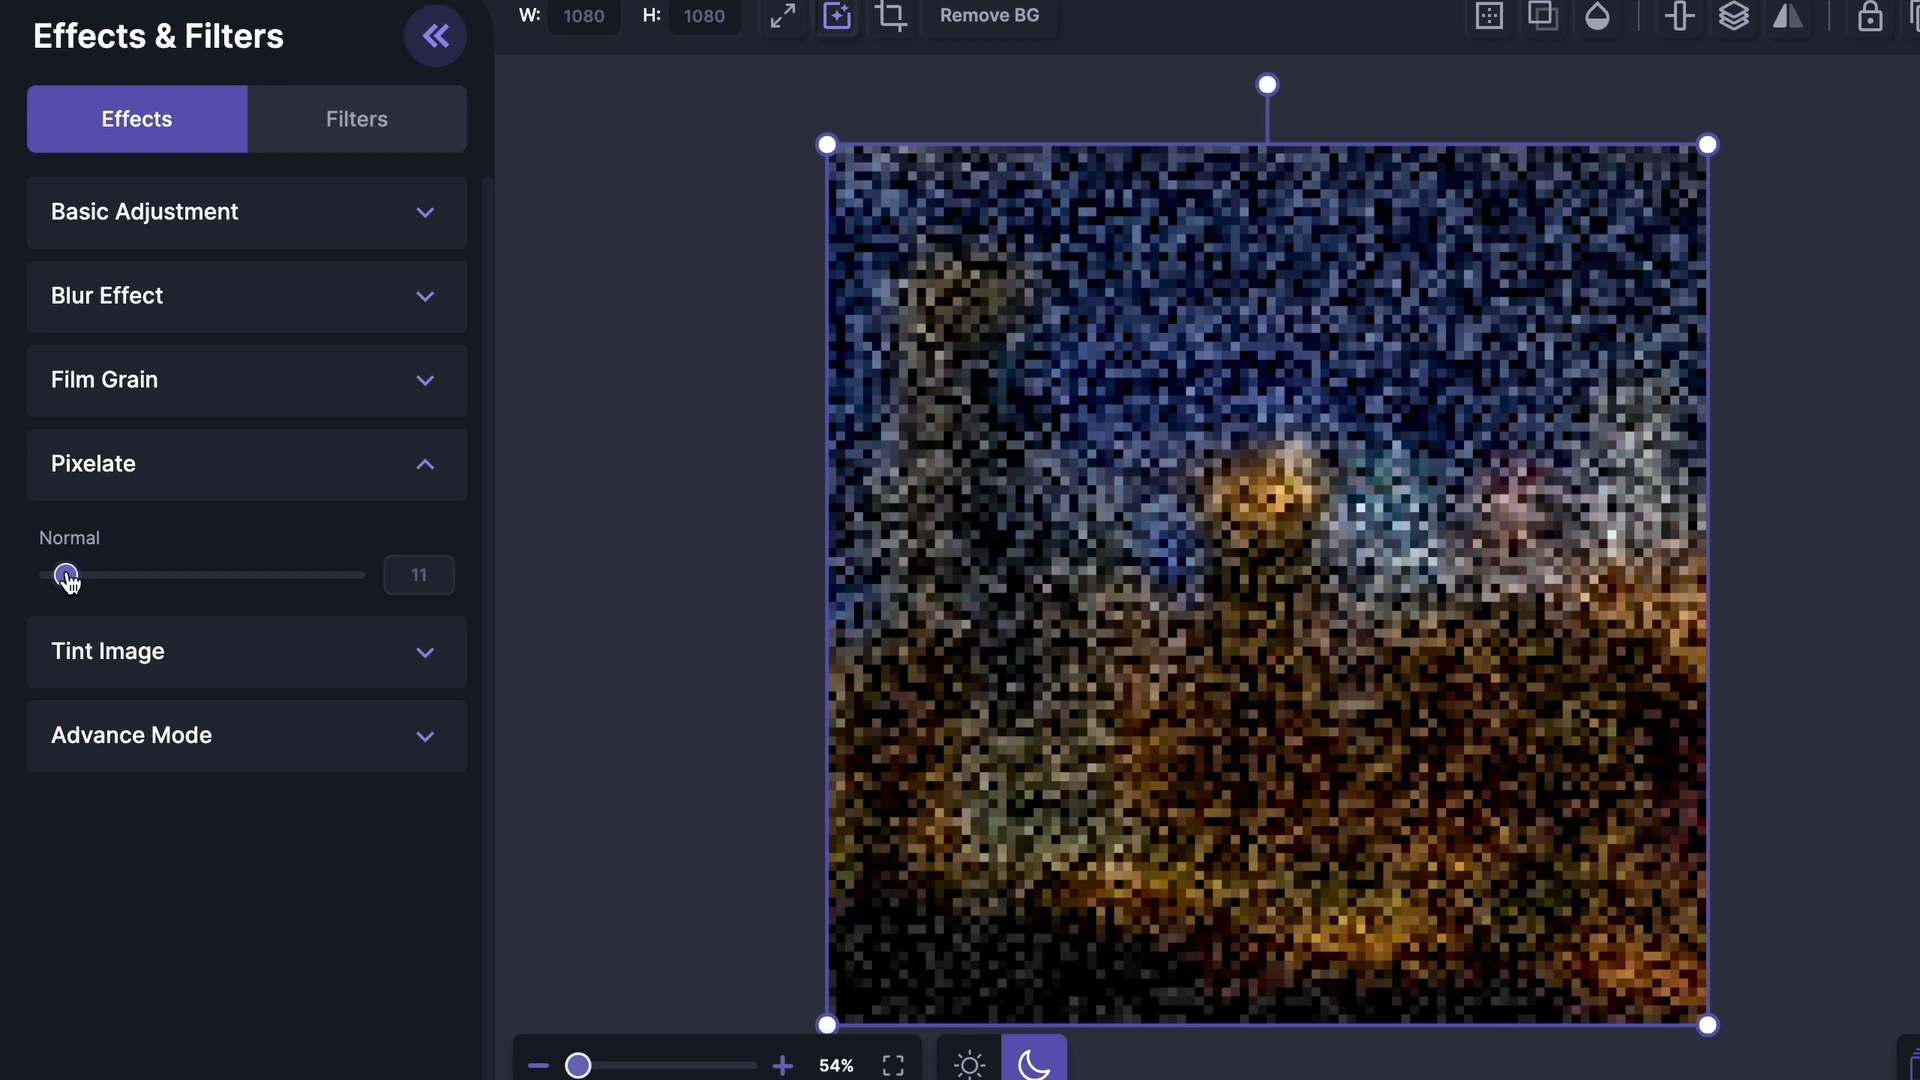 Effects & Filters
W: 1080 H: 1080 Remove BG
Effects Filters
Basic Adjustment
Blur Effect
Film Grain
Pixelate
Normal
11
Tint Image
Advance Mode
54%